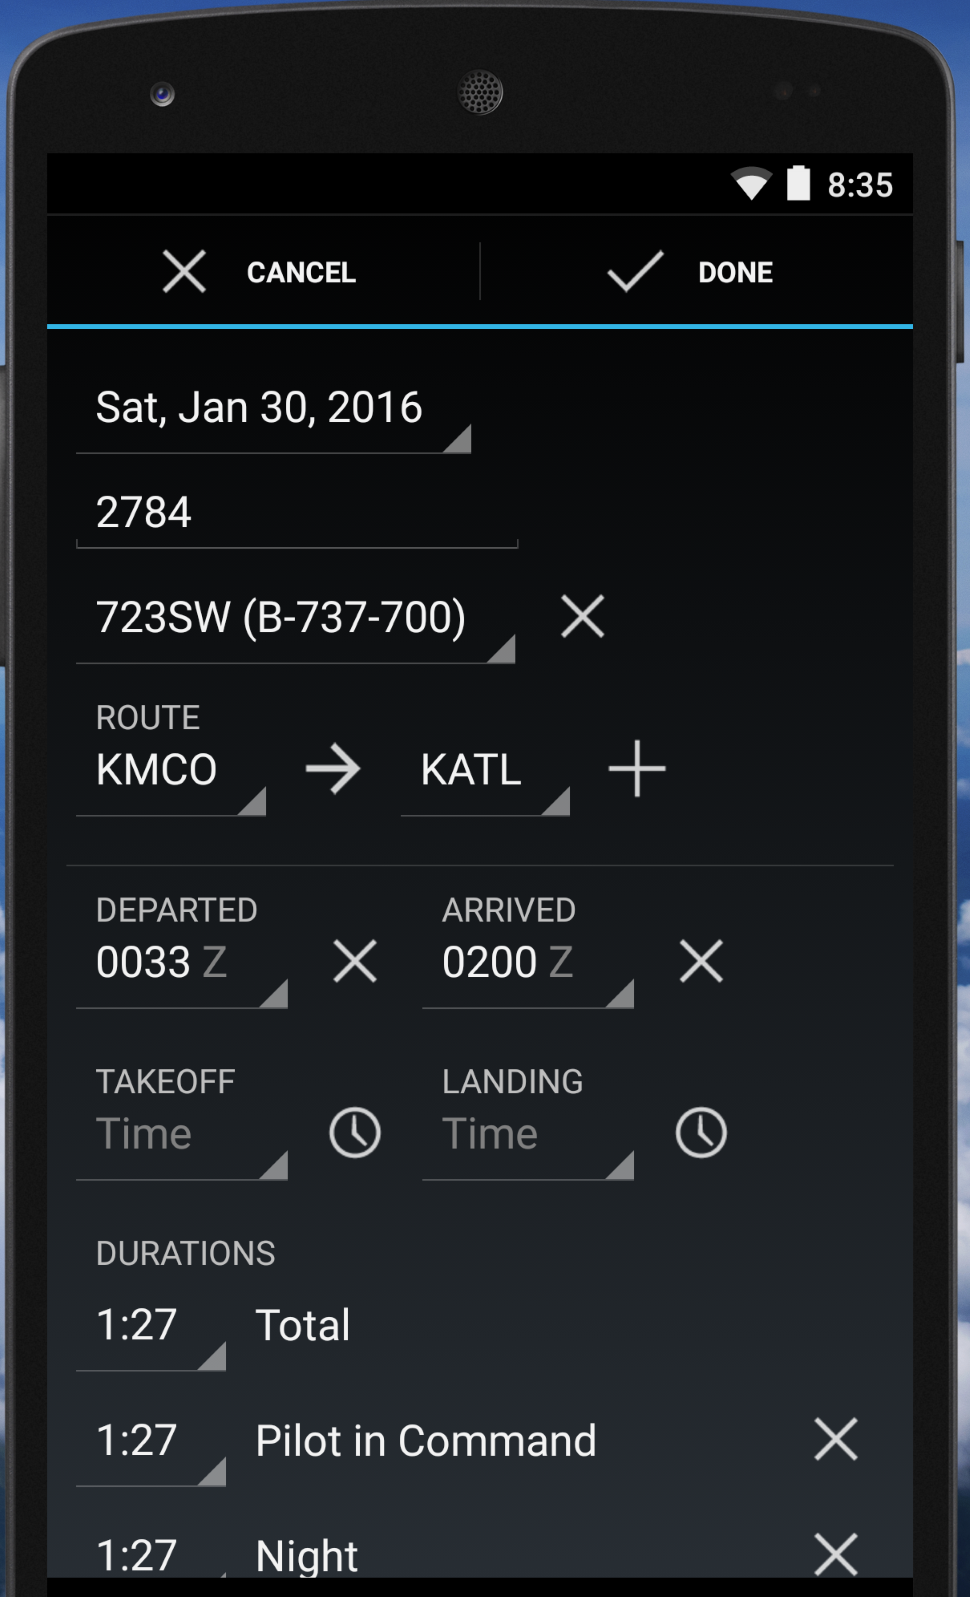 8:35
CANCEL DONE
Sat, Jan 30, 2016
2784
723SW (B-737-700)
ROUTE
KMCO KATL
DEPARTED ARRIVED
0033 Z 0200 Z
TAKEOFF LANDING
Time Time
DURATIONS
1:27 Total
1:27 Pilot in Command
1:27 Night